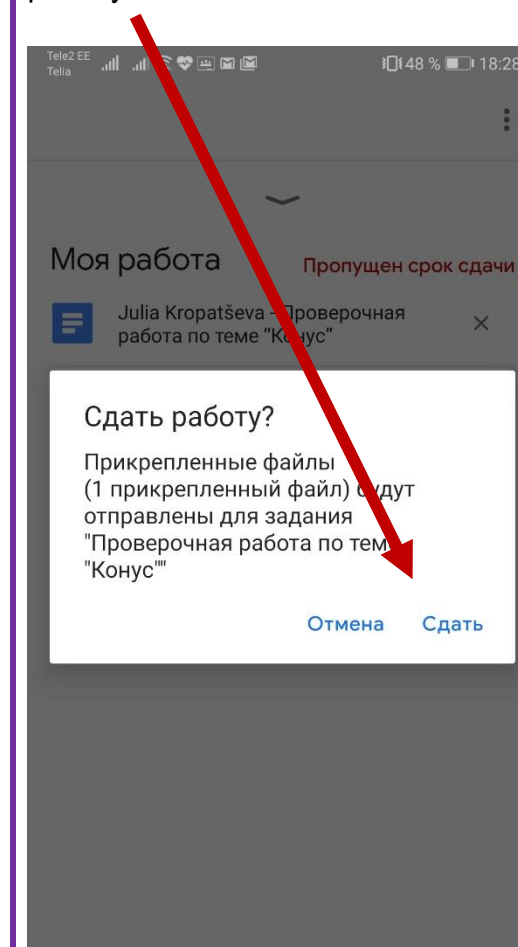 Tele2 EE
Telia
48 %
18:28
Моя работа
Пропущен срок сдачи
Julia Kropatševa - Проверочная
работа по теме "Конус"
Сдать работу?
Прикрепленные файлы
(1 прикрепленный файл) будут
отправлены для задания
"Проверочная работа по теме
"Конус""
Отмена
Сдать